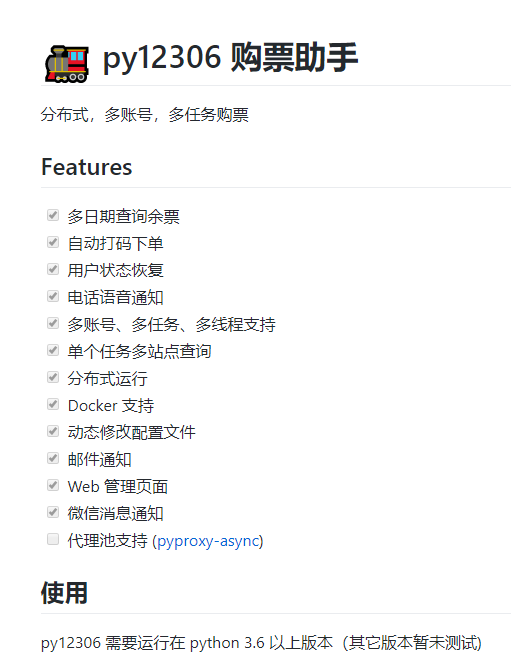 py12306 购票助手
分布式，多账号，多任务购票
Features
多日期查询余票
自动打码下单
用户状态恢复
电话语音通知
多账号、多任务、多线程支持
单个任务多站点查询
分布式运行
Docker 支持
动态修改配置文件
邮件通知
Web 管理页面
微信消息通知
代理池支持 (pyproxy-async)
使用
py12306 需要运行在 python 3.6 以上版本（其它版本暂未测试)